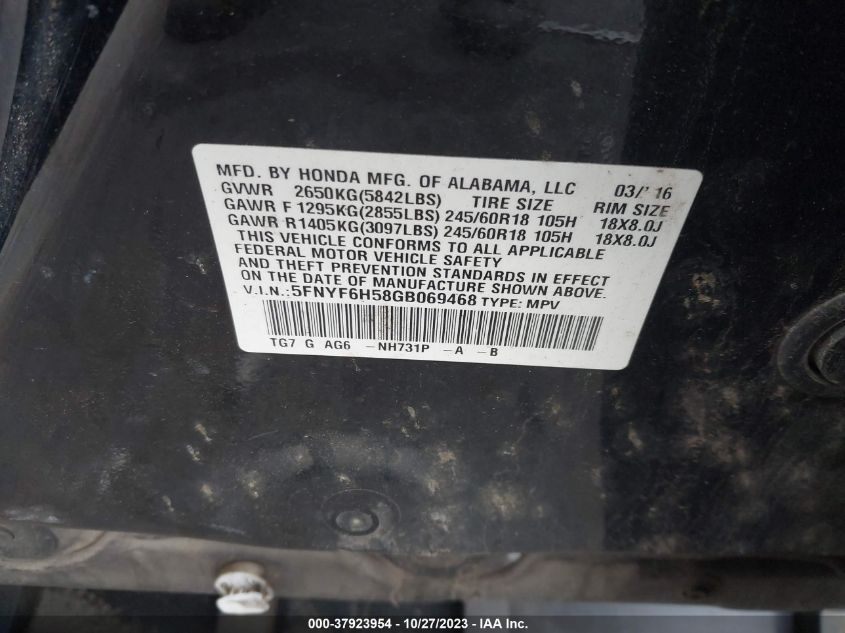 MFD. BY HONDA MFG. OF ALABAMA, LLC 03/'16
GVWR 2650KG(5842LBS) TIRE SIZE RIM SIZE
GAWR F 1295KG(2855LBS) 245/60R18 105H 18X8.0J
GAWR R1405KG(3097LBS) 245/60R18 105H 18X8.0J
THIS VEHICLE CONFORMS TO ALL APPLICABLE
FEDERAL MOTOR VEHICLE SAFETY
AND THEFT PREVENTION STANDARDS IN EFFECT
ON THE DATE OF MANUFACTURE SHOWN ABOVE.
V.I.N.:5FNYF6H58GB069468 TYPE: MPV
TG7 G AG6 -NH731P -A -B
000-37923954 - 10/27/2023 - © IAA Inc.